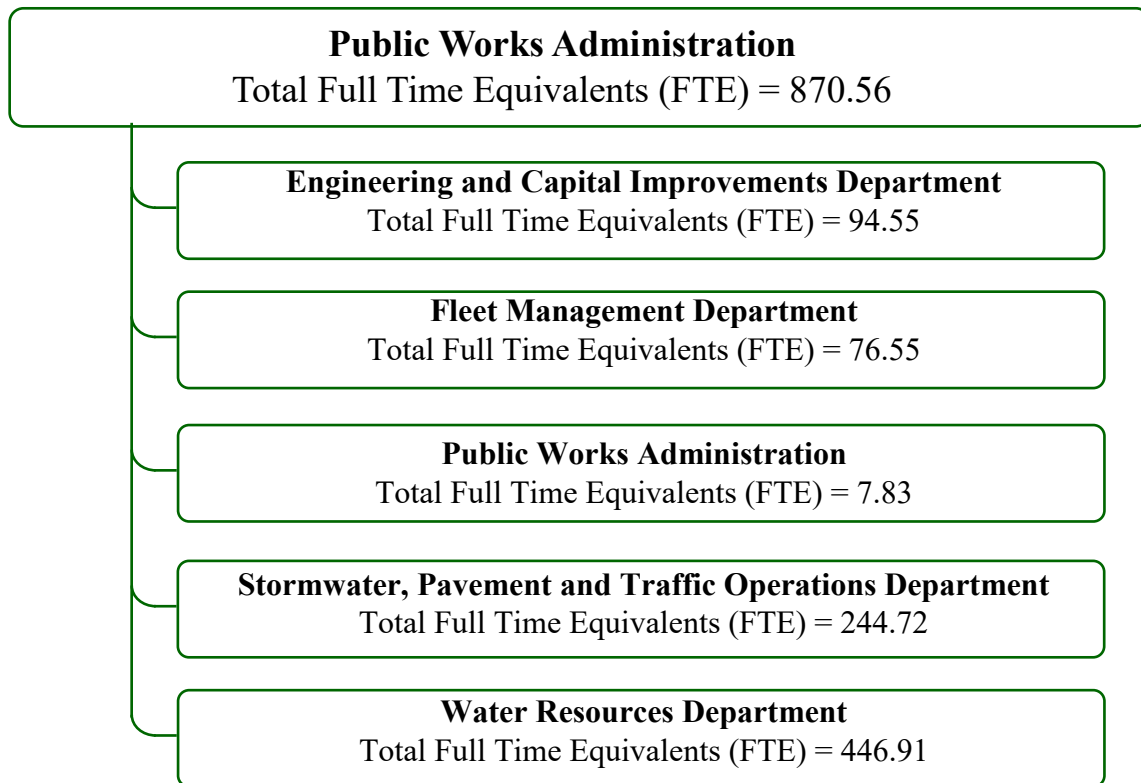 Public Works Administration
Total Full Time Equivalents (FTE) = 870.56
Engineering and Capital Improvements Department
Total Full Time Equivalents (FTE) = 94.55
Fleet Management Department
Total Full Time Equivalents (FTE) = 76.55
Public Works Administration
Total Full Time Equivalents (FTE) = 7.83
Stormwater, Pavement and Traffic Operations Department
Total Full Time Equivalents (FTE) = 244.72
Water Resources Department
Total Full Time Equivalents (FTE) = 446.91